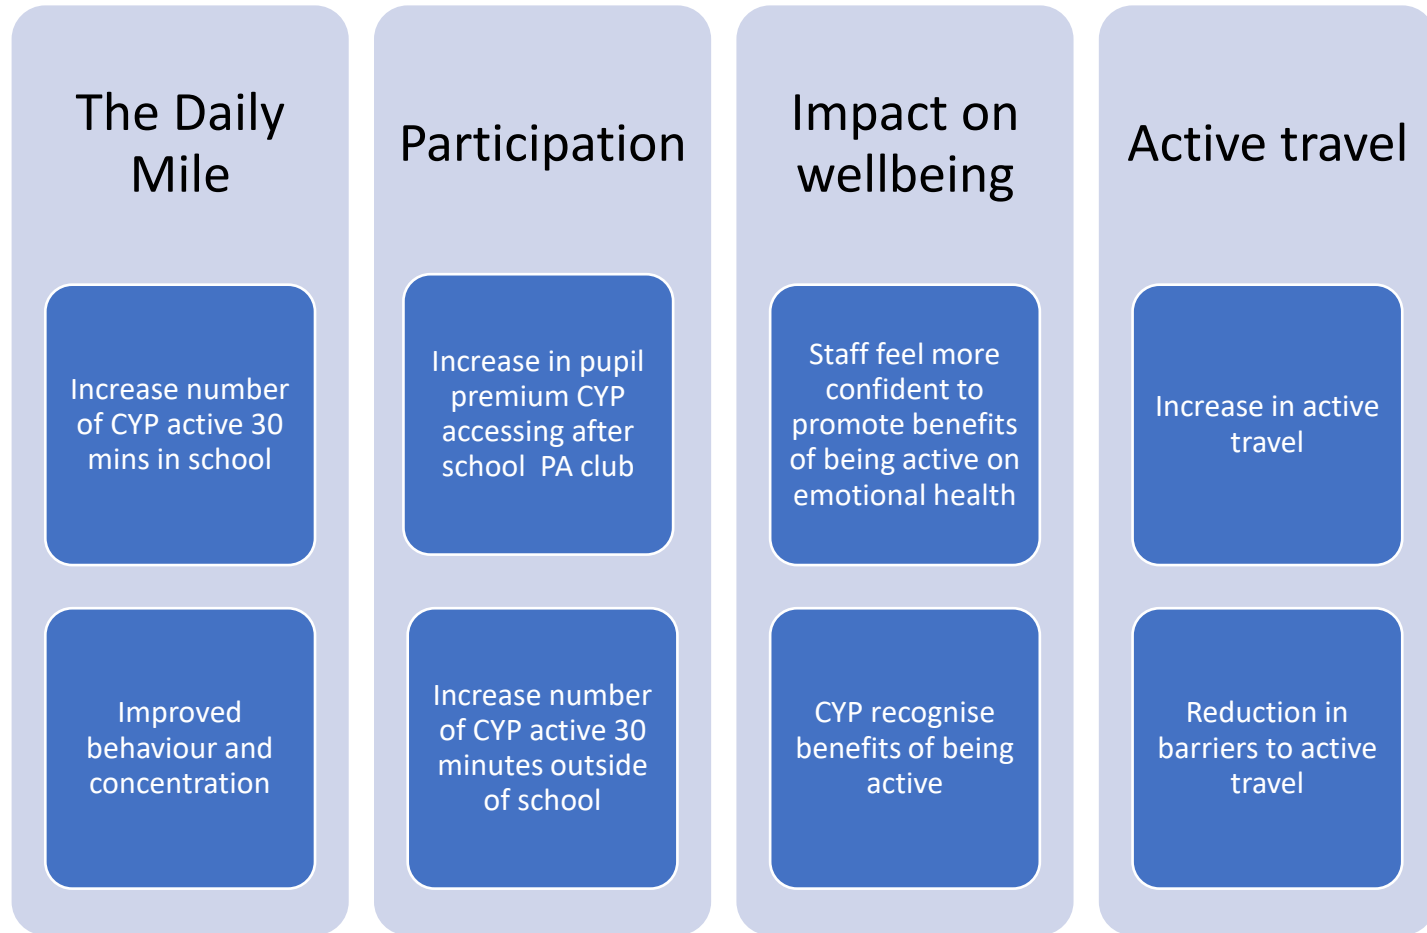 The Daily
Mile
Increase number
of CYP active 30
mins in school
Improved
behaviour and
concentration
Participation
Increase in pupil
premium CYP
accessing after
school  PA club
Increase number
of CYP active 30
minutes outside
of school
Impact on
wellbeing
Staff feel more
confident to
promote benefits
of being active on
emotional health
CYP recognise
benefits of being
active
Active travel
Increase in active
travel
Reduction in
barriers to active
travel